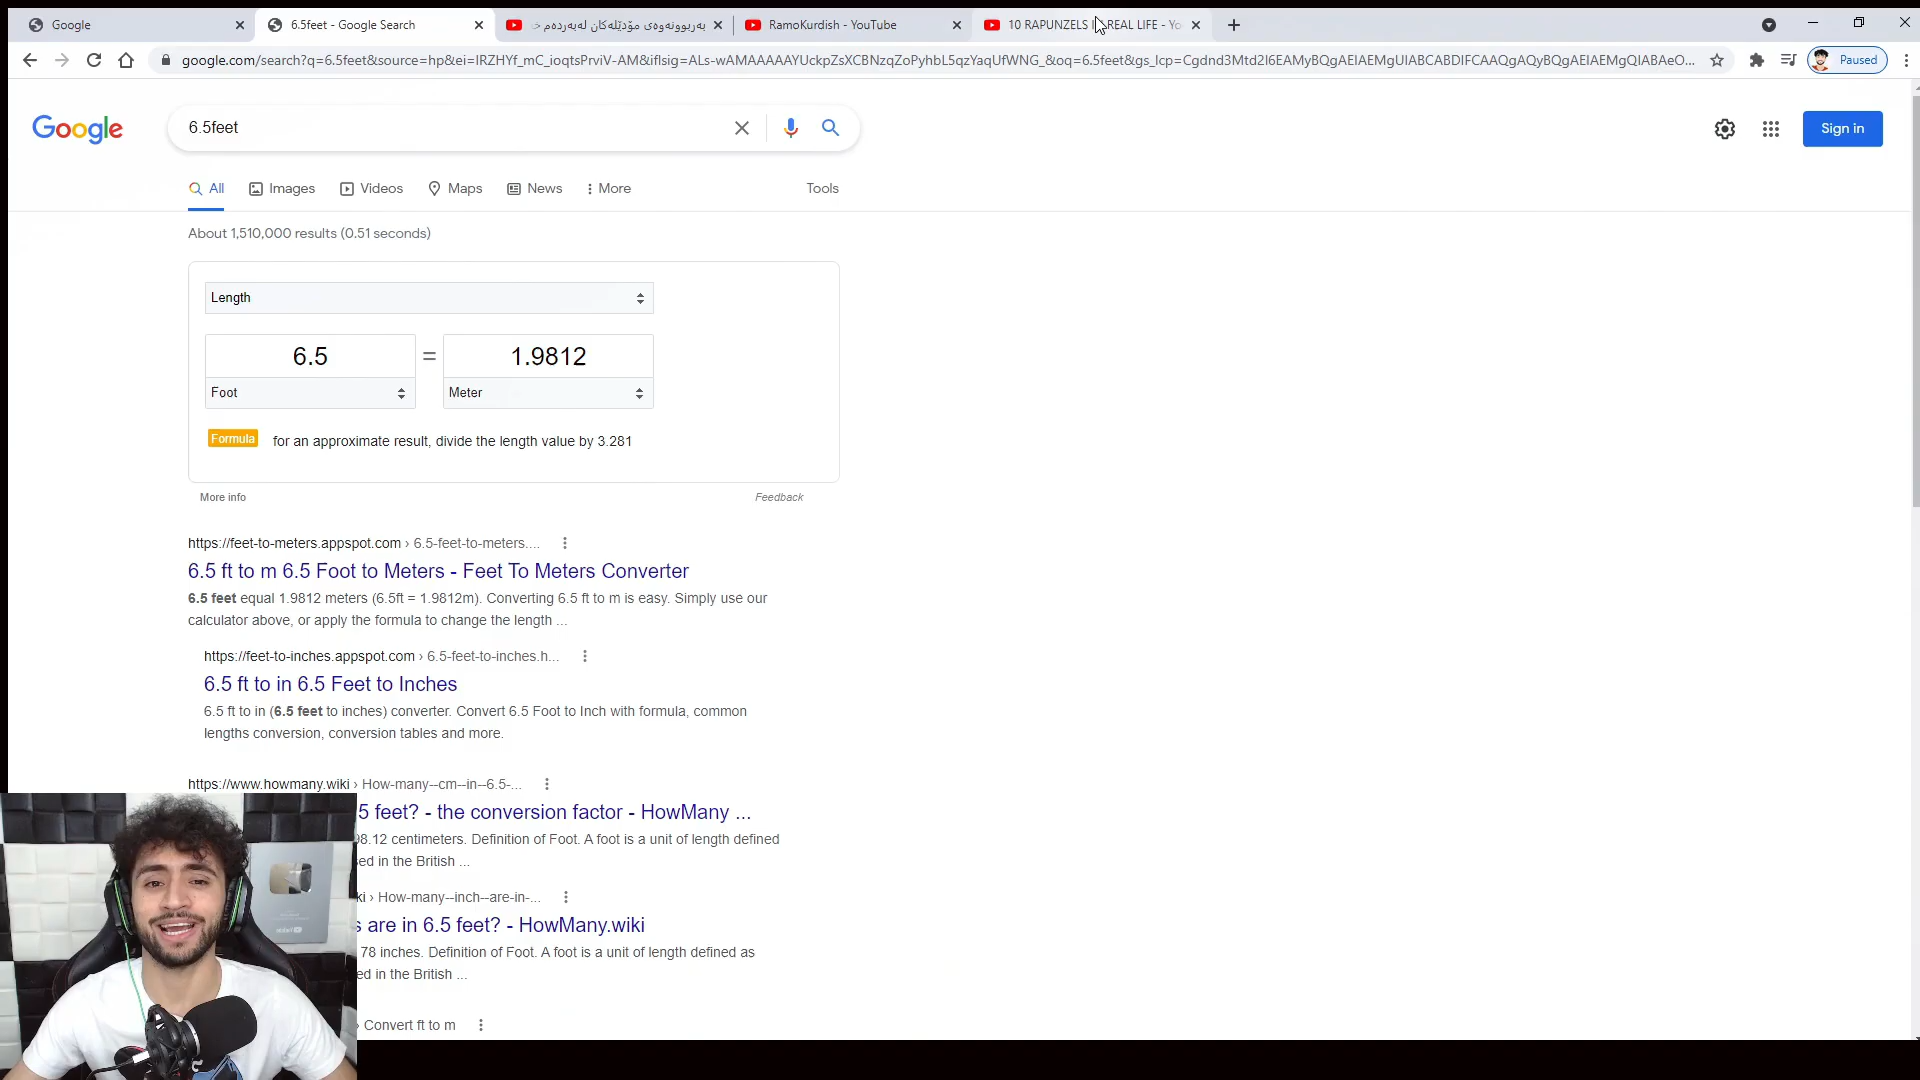 Google
6.5feet - Google Search
بەربوونەوەی مۆدێلەکان لەبەردەم
RamoKurdish - YouTube
10 RAPUNZELS REAL LIFE - Yo
google.com/search?q=6.5feet&source=hp&ei=IRZHYf_mC_ioqtsPrviV-AM&iflsig=ALs-wAMAAAAAYUckpZsXCBNzqZoPyhbL5qzYaqUfWNG_&oq=6.5feet&gs_lcp=Cgdnd3Mtd2l6EAMyBQgAEIAEMgUIABCABDIFCAAQgAQyBQgAEIAEMgQIABAeO...
Paused
Google
6.5feet
Sign in
All
Images
Videos
Maps
News
More
Tools
About 1,510,000 results (0.51 seconds)
Length
6.5 = 1.9812
Foot
Meter
Formula for an approximate result, divide the length value by 3.281
More info
Feedback
https://feet-to-meters.appspot.com › 6.5-feet-to-meters....
6.5 ft to m 6.5 Foot to Meters - Feet To Meters Converter
6.5 feet equal 1.9812 meters (6.5ft = 1.9812m). Converting 6.5 ft to m is easy. Simply use our
calculator above, or apply the formula to change the length ...
https://feet-to-inches.appspot.com › 6.5-feet-to-inches.h...
6.5 ft to in 6.5 Feet to Inches
6.5 ft to in (6.5 feet to inches) converter. Convert 6.5 Foot to Inch with formula, common
lengths conversion, conversion tables and more.
https://www.howmany.wiki › How-many--cm--in--6.5-...
5 feet? - the conversion factor - HowMany ...
98.12 centimeters. Definition of Foot. A foot is a unit of length defined
sed in the British ...
ki › How-many--inch--are-in-...
s are in 6.5 feet? - HowMany.wiki
78 inches. Definition of Foot. A foot is a unit of length defined as
ed in the British ...
› Convert ft to m